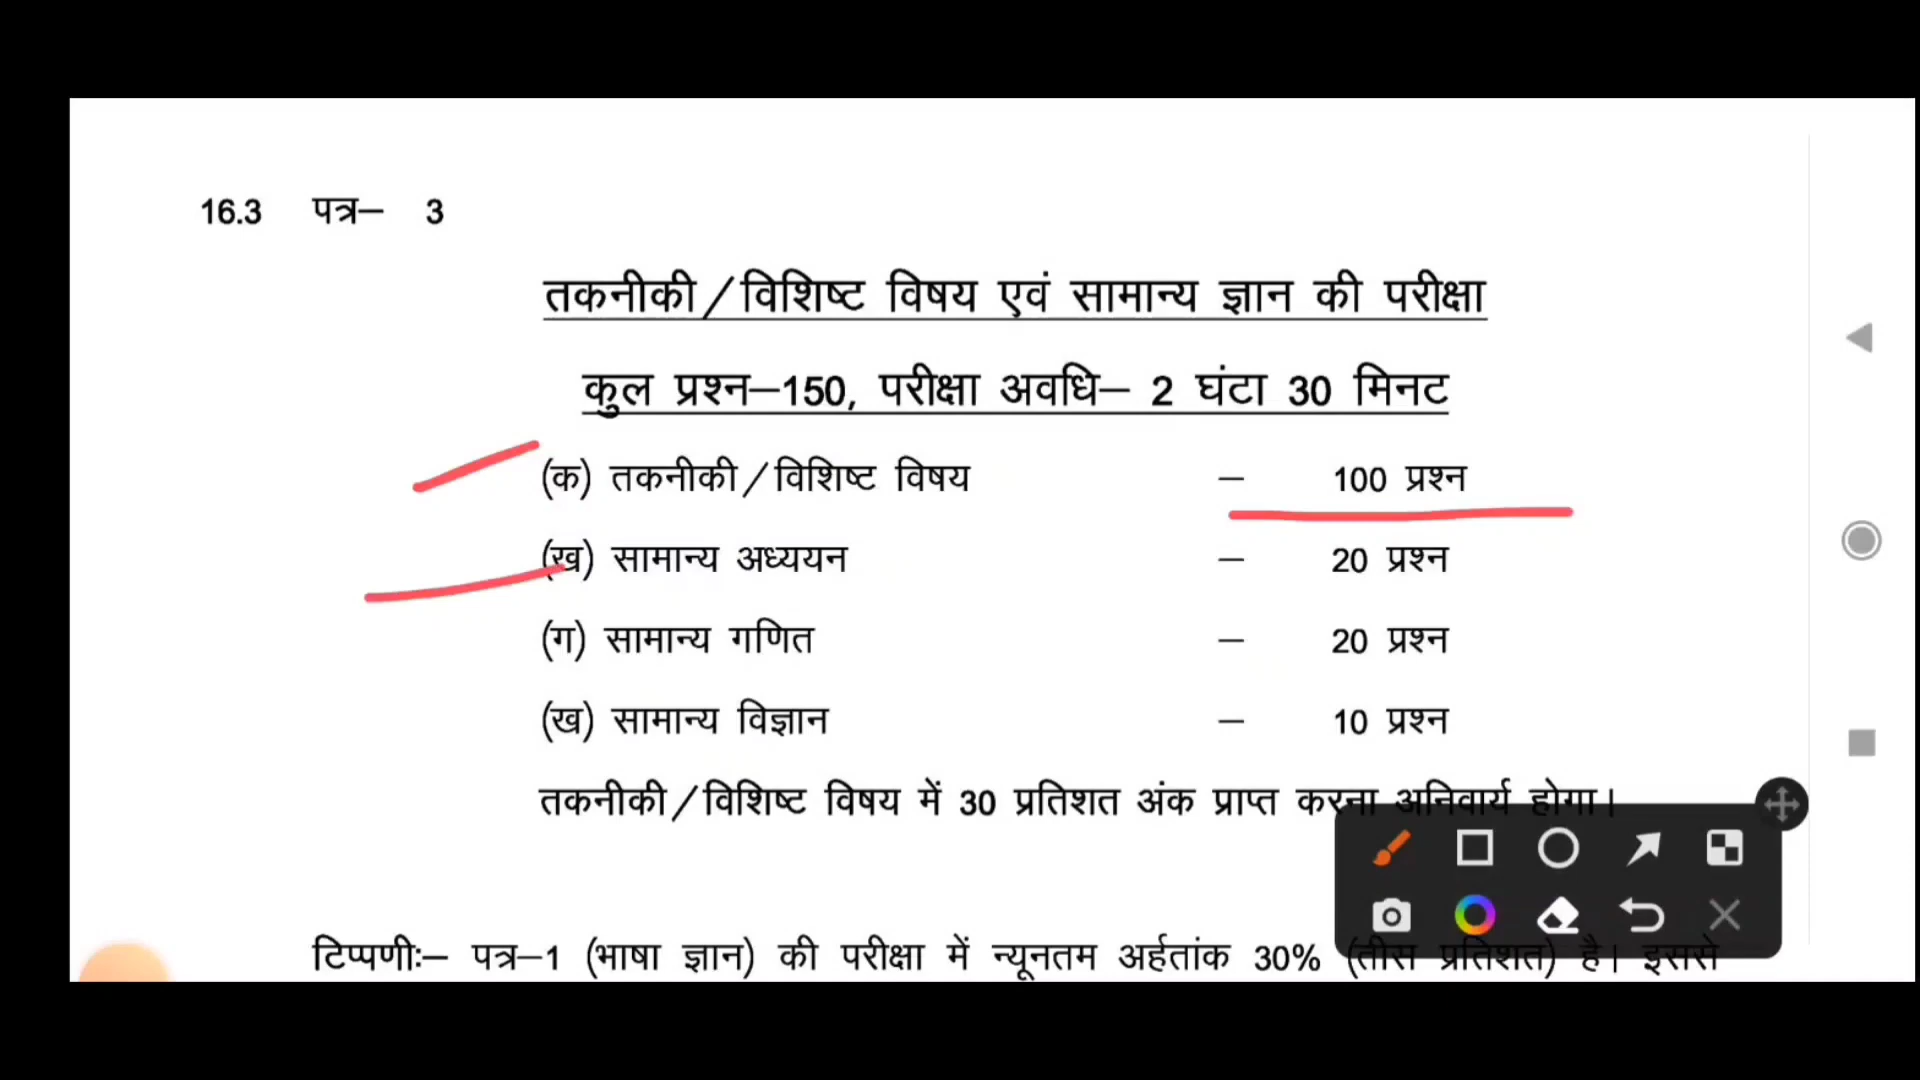 16.3 पत्र– 3
तकनीकी/विशिष्ट विषय एवं सामान्य ज्ञान की परीक्षा
कुल प्रश्न–150, परीक्षा अवधि– 2 घंटा 30 मिनट
(क) तकनीकी/विशिष्ट विषय – 100 प्रश्न
(ख) सामान्य अध्ययन – 20 प्रश्न
(ग) सामान्य गणित – 20 प्रश्न
(ख) सामान्य विज्ञान – 10 प्रश्न
तकनीकी/विशिष्ट विषय में 30 प्रतिशत अंक प्राप्त करना अनिवार्य होगा।
टिप्पणीः– पत्र–1 (भाषा ज्ञान) की परीक्षा में न्यूनतम अर्हतांक 30% (तीस प्रतिशत) है। इससे